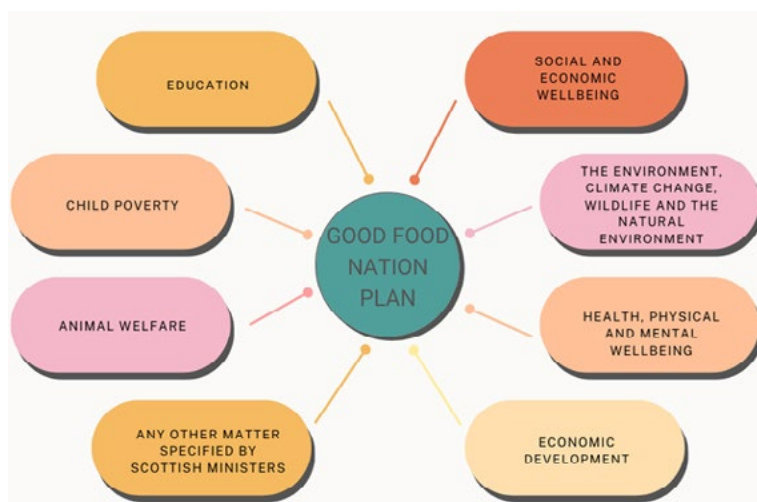 EDUCATION
SOCIAL AND
ECONOMIC
WELLBEING
CHILD POVERTY
THE ENVIRONMENT,
CLIMATE CHANGE,
WILDLIFE AND THE
NATURAL
ENVIRONMENT
GOOD FOOD
NATION
PLAN
ANIMAL WELFARE
HEALTH, PHYSICAL
AND MENTAL
WELLBEING
ANY OTHER MATTER
SPECIFIED BY
SCOTTISH MINISTERS
ECONOMIC
DEVELOPMENT